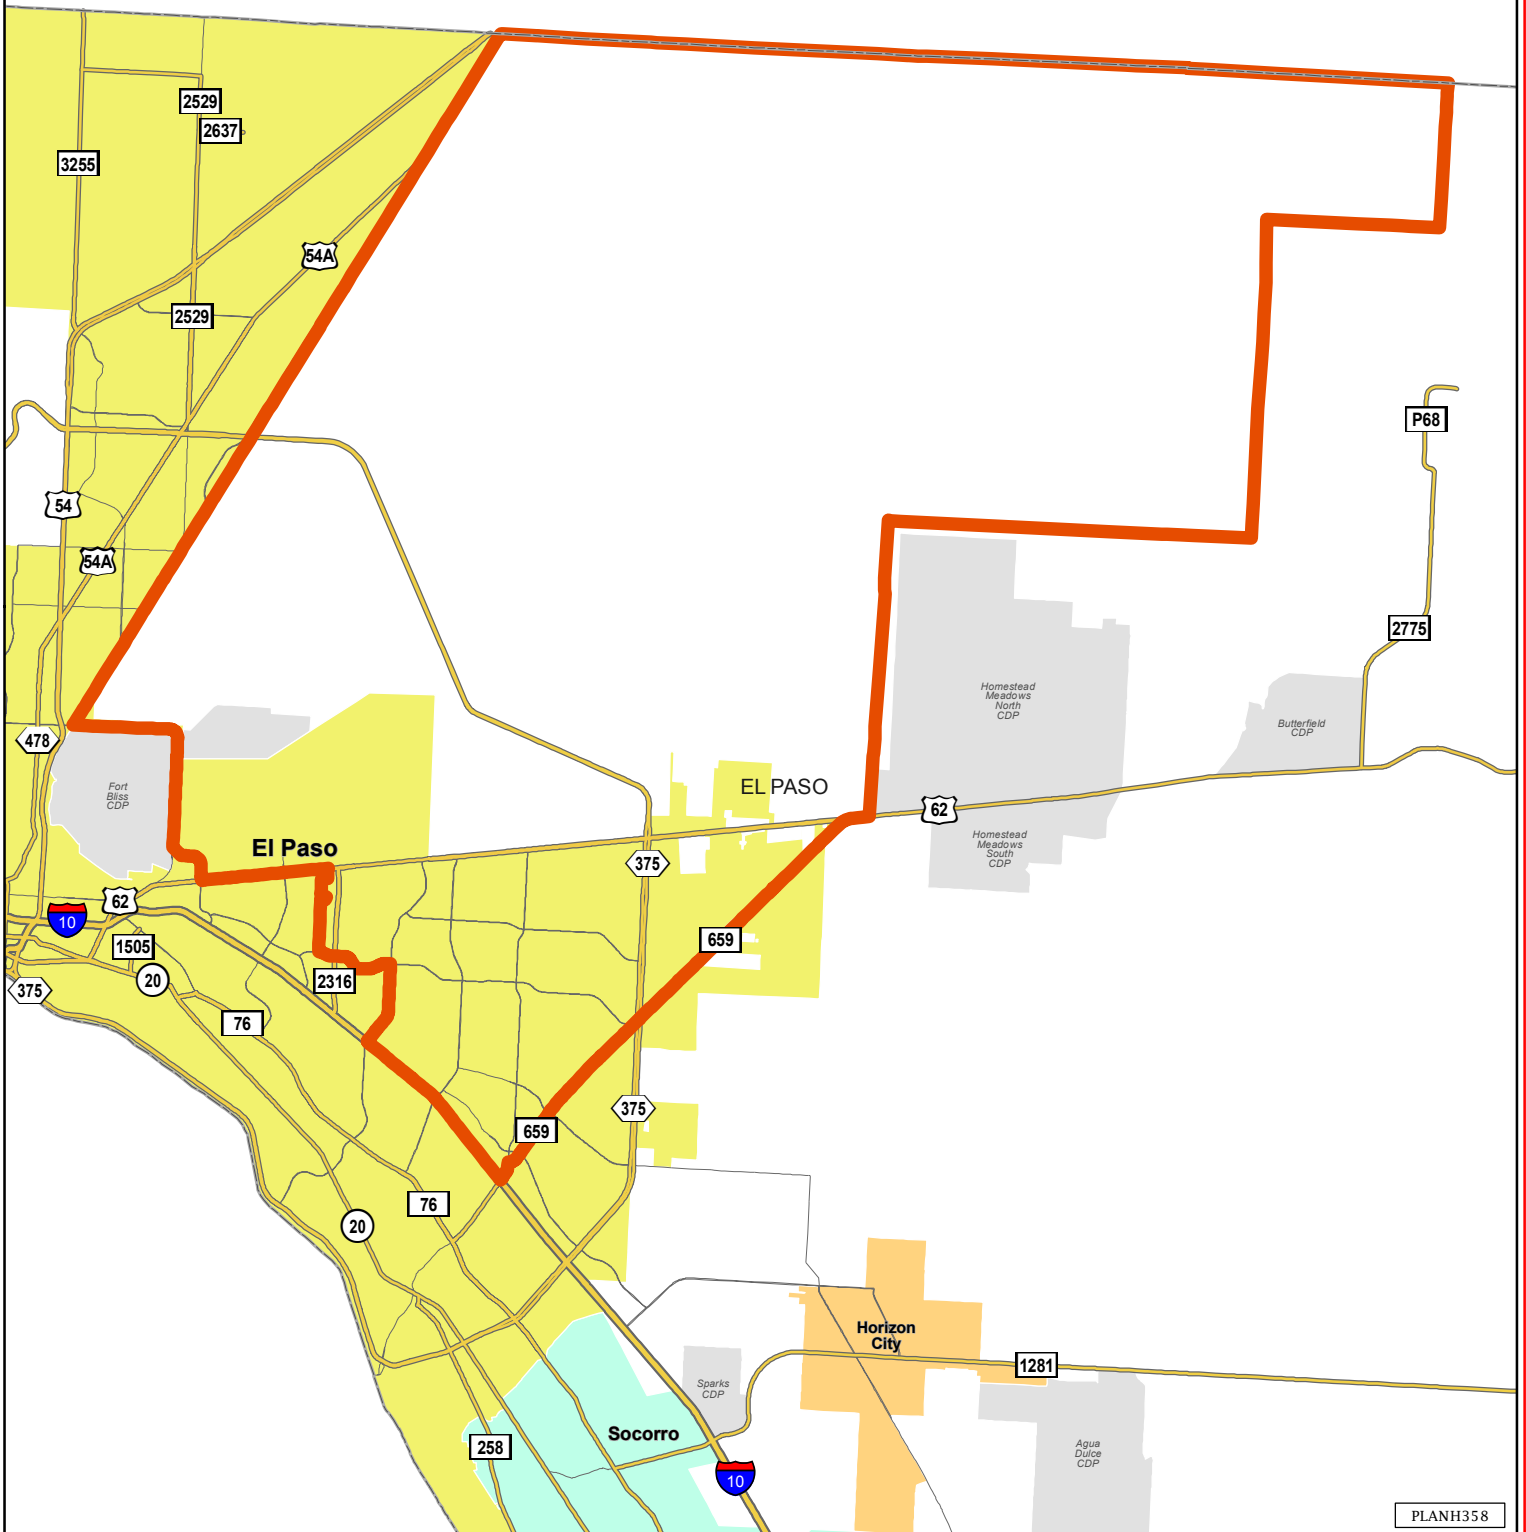 2529
2637
3255
54A
2529
P68
54
54A
2775
Homestead
Meadows
North
CDP
Butterfield
CDP
478
Fort
Bliss
CDP
EL PASO
62
El Paso
Homestead
Meadows
South
CDP
375
62
10
1505
659
20
2316
375
76
375
659
76
20
Horizon
City
1281
Sparks
CDP
Socorro
258
Agua
Dulce
CDP
10
PLANH358